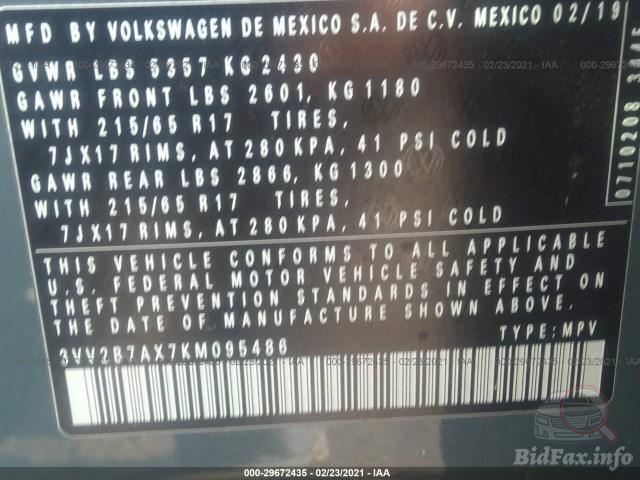 MFD BY VOLKSWAGEN DE MEXICO S.A. DE C.V. MEXICO 02/19
GVWR LBS 5357 KG 2430
GAWR FRONT LBS 2601, KG 1180
WITH 215/65 R17 TIRES,
7JX17 RIMS, AT 280 KPA, 41 PSI COLD
GAWR REAR LBS 2866, KG 1300
WITH 215/65 R17 TIRES,
7JX17 RIMS, AT 280 KPA, 41 PSI COLD
THIS VEHICLE CONFORMS TO ALL APPLICABLE
U.S. FEDERAL MOTOR VEHICLE SAFETY AND
THEFT PREVENTION STANDARDS IN EFFECT ON
THE DATE OF MANUFACTURE SHOWN ABOVE.
3VV2B7AX7KM095486 TYPE: MPV
0710208
000-29672435 - 02/23/2021 - IAA
BidFax.info